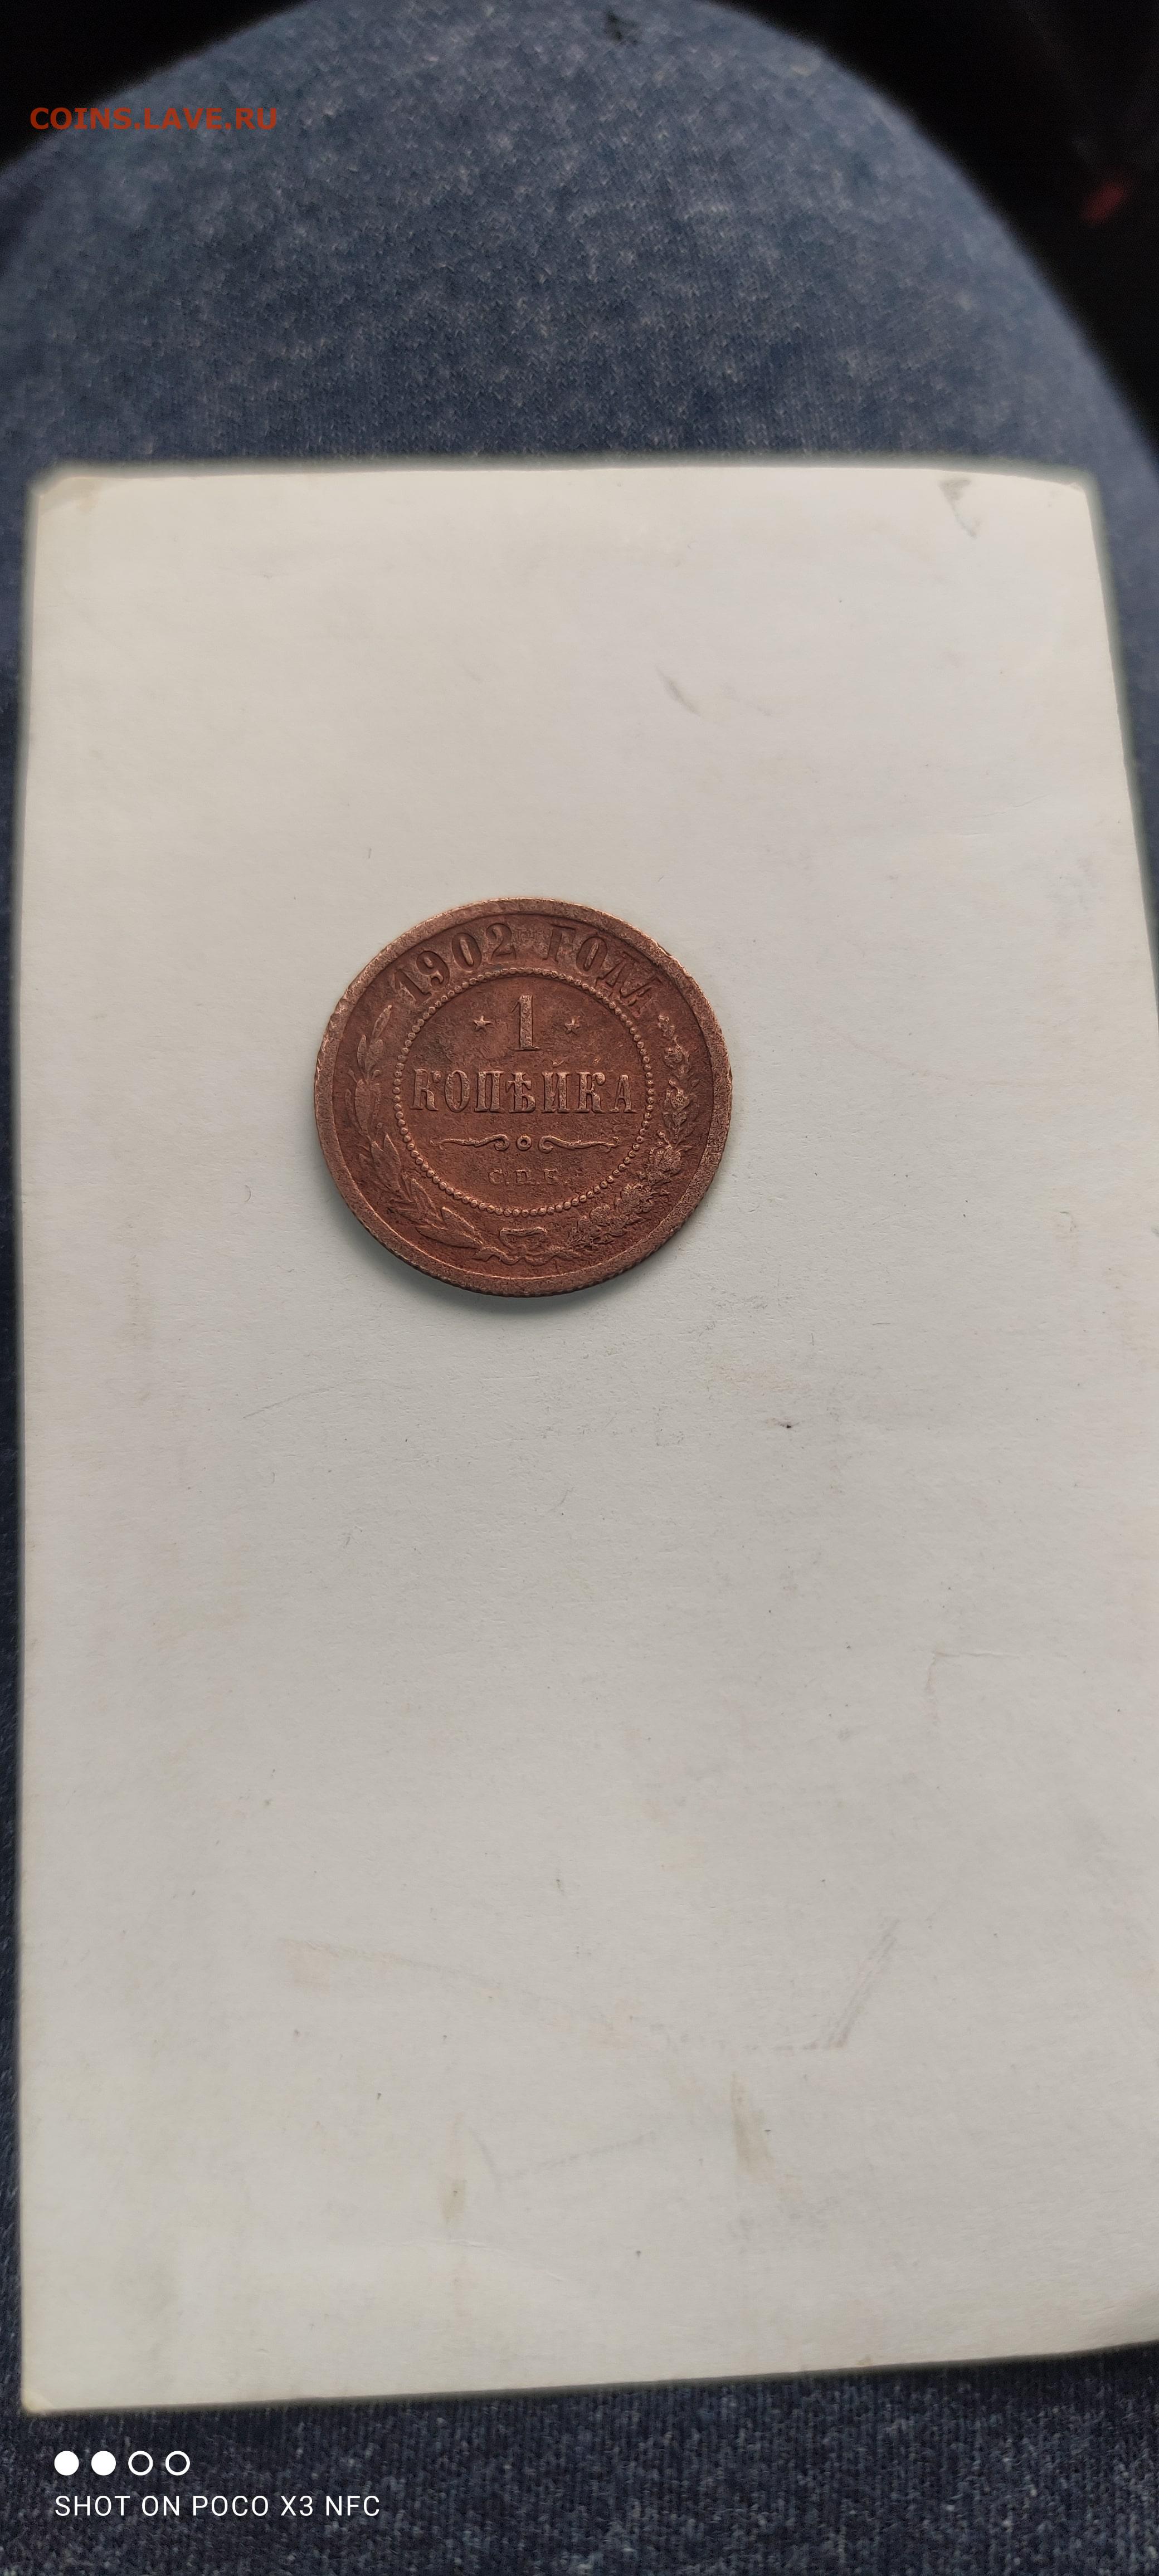 COINS.LAVE.RU
1902 ГОДА
1
КОПѢЙКА
С.П.Б.
SHOT ON POCO X3 NFC